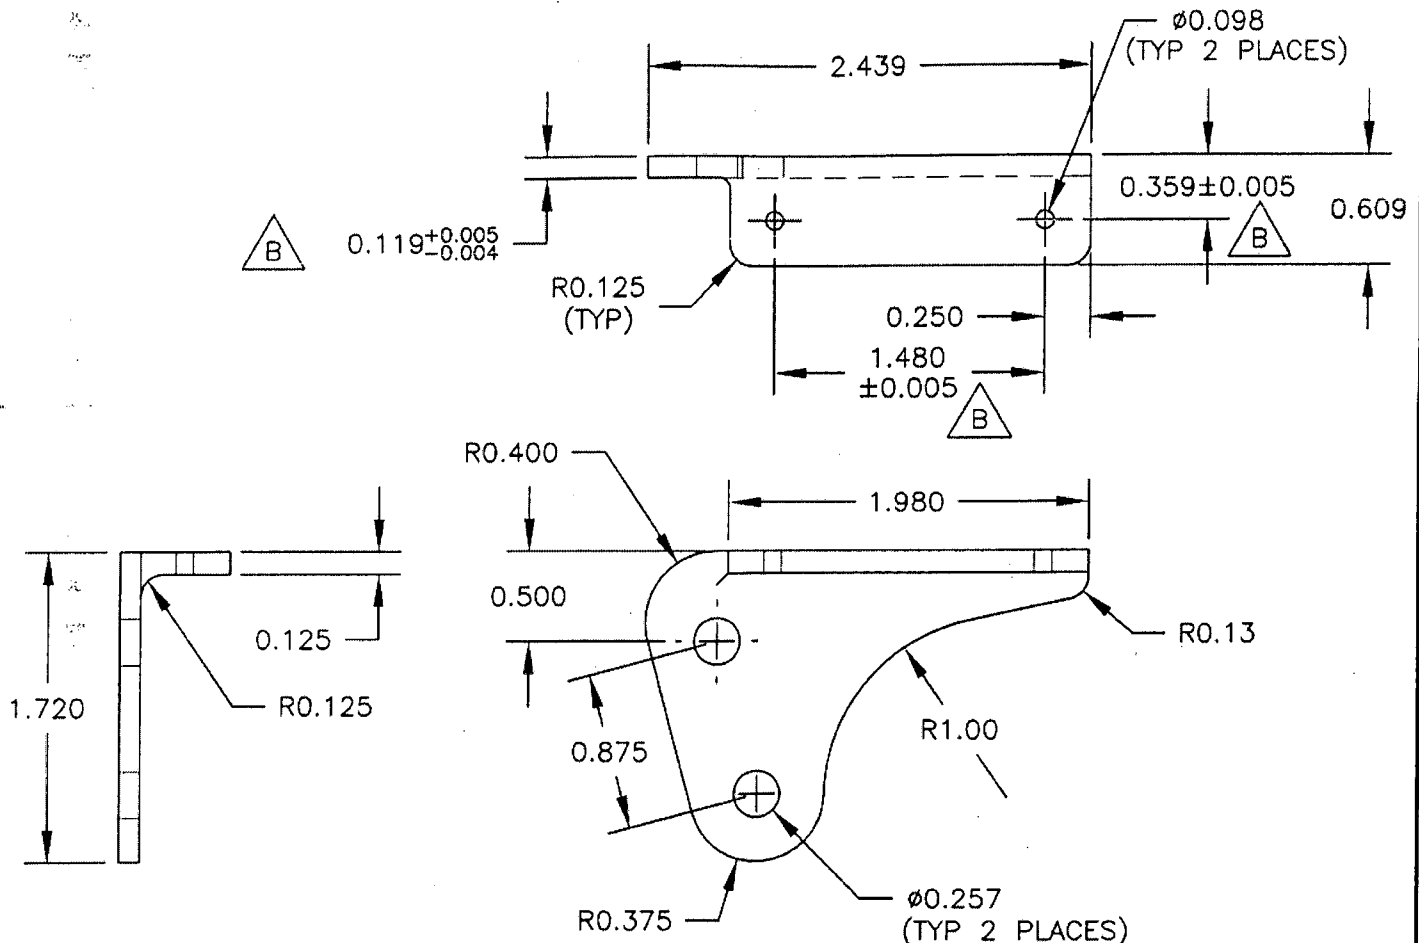 ø0.098
(TYP 2 PLACES)
2.439
0.359±0.005
0.609
B
B
0.119+0.005
-0.004
R0.125
(TYP)
0.250
1.480
±0.005
B
R0.400
1.980
0.500
0.125
R0.13
R0.125
1.720
0.875
R1.00
ø0.257
(TYP 2 PLACES)
R0.375